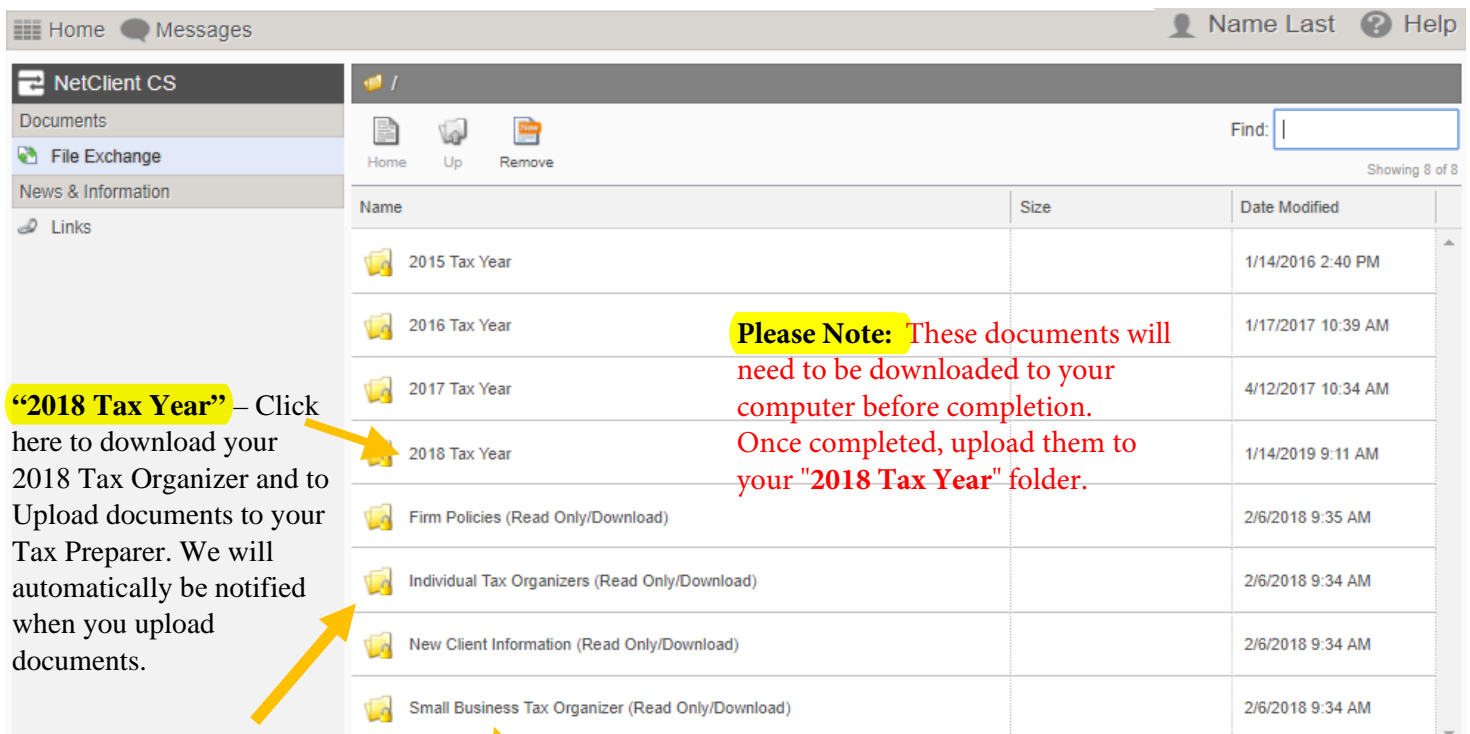 Home Messages Name Last Help
NetClient CS
Documents
File Exchange
News & Information
Links
/
Home Up Remove
Find:
Showing 8 of 8
Name Size Date Modified
2015 Tax Year 1/14/2016 2:40 PM
2016 Tax Year 1/17/2017 10:39 AM
2017 Tax Year 4/12/2017 10:34 AM
2018 Tax Year 1/14/2019 9:11 AM
Firm Policies (Read Only/Download) 2/6/2018 9:35 AM
Individual Tax Organizers (Read Only/Download) 2/6/2018 9:34 AM
New Client Information (Read Only/Download) 2/6/2018 9:34 AM
Small Business Tax Organizer (Read Only/Download) 2/6/2018 9:34 AM
Please Note: These documents will
need to be downloaded to your
computer before completion.
Once completed, upload them to
your "2018 Tax Year" folder.
“2018 Tax Year” – Click
here to download your
2018 Tax Organizer and to
Upload documents to your
Tax Preparer. We will
automatically be notified
when you upload
documents.